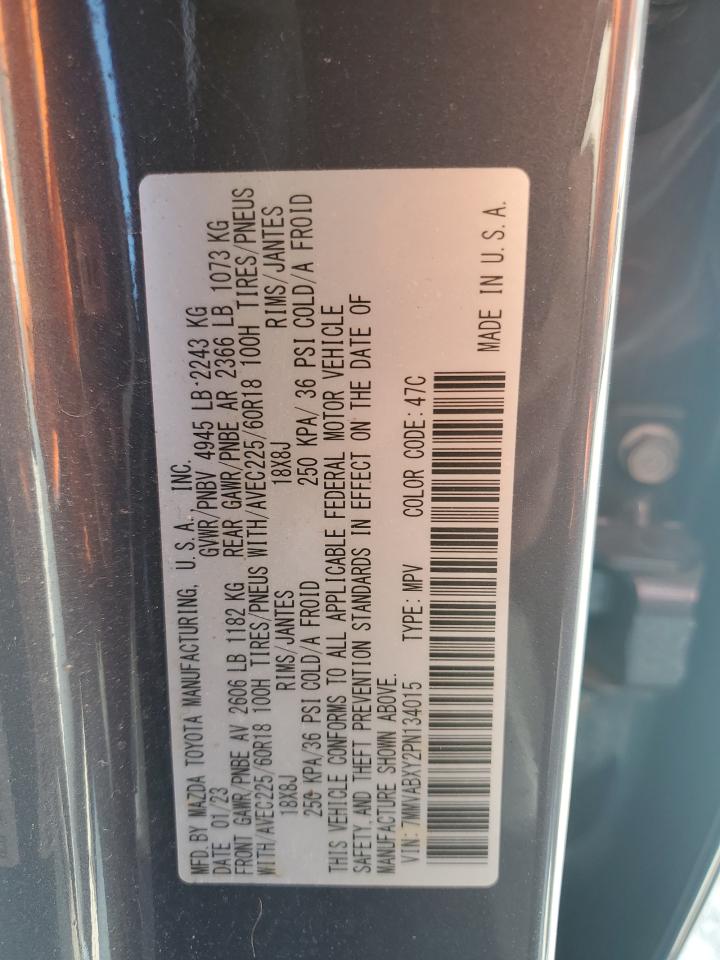 MFD. BY MAZDA TOYOTA MANUFACTURING, U.S.A., INC.
DATE 01/23 GVWR/PNBV 4945 LB 2243 KG
FRONT GAWR/PNBE AV 2606 LB 1182 KG REAR GAWR/PNBE AR 2366 LB 1073 KG
WITH/AVEC225/60R18 100H TIRES/PNEUS WITH/AVEC225/60R18 100H TIRES/PNEUS
18X8J RIMS/JANTES 18X8J RIMS/JANTES
250 KPA/36 PSI COLD/A FROID 250 KPA/ 36 PSI COLD/A FROID
THIS VEHICLE CONFORMS TO ALL APPLICABLE FEDERAL MOTOR VEHICLE
SAFETY.AND THEFT PREVENTION STANDARDS IN EFFECT ON THE DATE OF
MANUFACTURE SHOWN ABOVE.
VIN: 7MMVABXY2PN134015 TYPE: MPV COLOR CODE: 47C
MADE IN U.S.A.